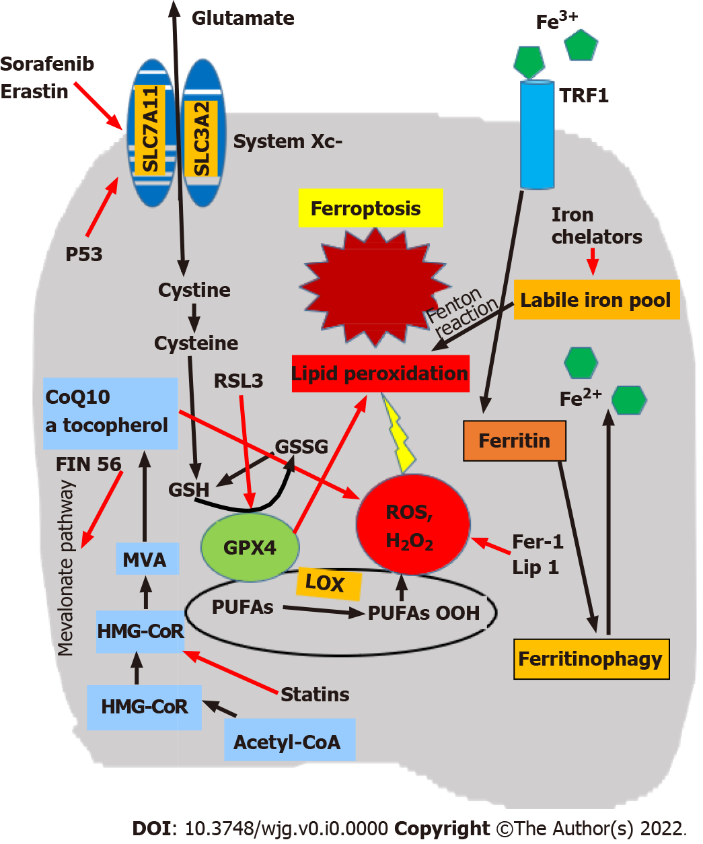 Glutamate
Fe3+
Sorafenib
Erastin
SLC7A11
SLC3A2
TRF1
System Xc-
P53
Ferroptosis
Iron
chelators
Cystine
Labile iron pool
Fenton
reaction
Cysteine
RSL3
Lipid peroxidation
CoQ10
a tocopherol
Fe2+
Ferritin
GSSG
FIN 56
GSH
ROS,
H2O2
Mevalonate pathway
GPX4
Fer-1
Lip 1
MVA
LOX
PUFAs
PUFAs OOH
HMG-CoR
Ferritinophagy
Statins
HMG-CoR
Acetyl-CoA
DOI: 10.3748/wjg.v0.i0.0000 Copyright ©The Author(s) 2022.